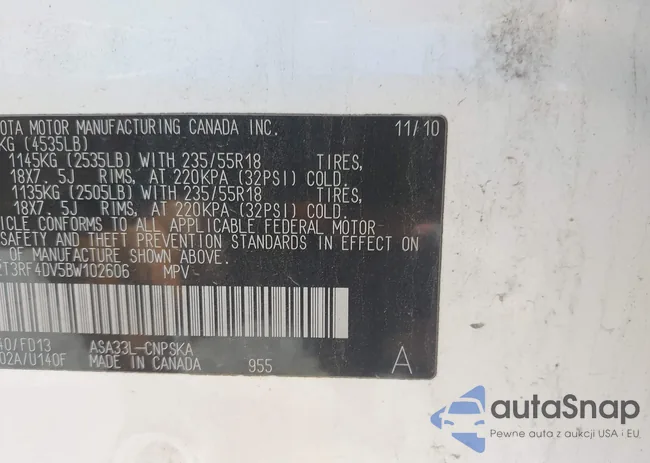 OTA MOTOR MANUFACTURING CANADA INC. 11/10
KG (4535LB)
1145KG (2535LB) WITH 235/55R18 TIRES,
18X7.5J RIMS, AT 220KPA (32PSI) COLD.
1135KG (2505LB) WITH 235/55R18 TIRES,
18X7.5J RIMS, AT 220KPA (32PSI) COLD.
HICLE CONFORMS TO ALL APPLICABLE FEDERAL MOTOR
SAFETY AND THEFT PREVENTION STANDARDS IN EFFECT ON
OF MANUFACTURE SHOWN ABOVE.
2T3RF4DV5BW102606 MPV
40/FD13 ASA33L-CNPSKA
02A/U140F MADE IN CANADA 955 A
autaSnap
Pewne auta z aukcji USA i EU